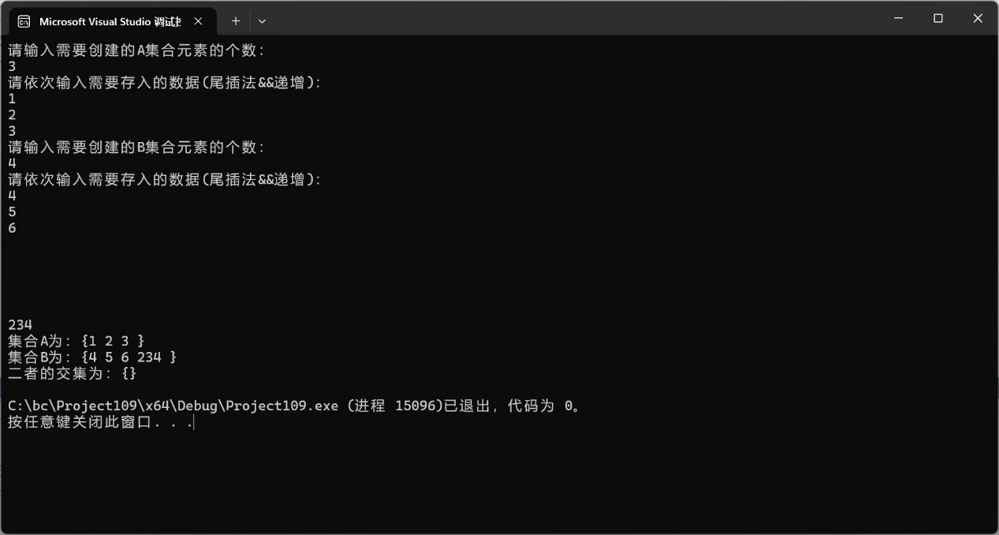 Microsoft Visual Studio 调试
请输入需要创建的A集合元素的个数:
3
请依次输入需要存入的数据(尾插法&&递增):
1
2
3
请输入需要创建的B集合元素的个数:
4
请依次输入需要存入的数据(尾插法&&递增):
4
5
6
234
集合A为: {1 2 3 }
集合B为: {4 5 6 234 }
二者的交集为: {}
C:\bc\Project109\x64\Debug\Project109.exe (进程 15096)已退出，代码为 0。
按任意键关闭此窗口. . .